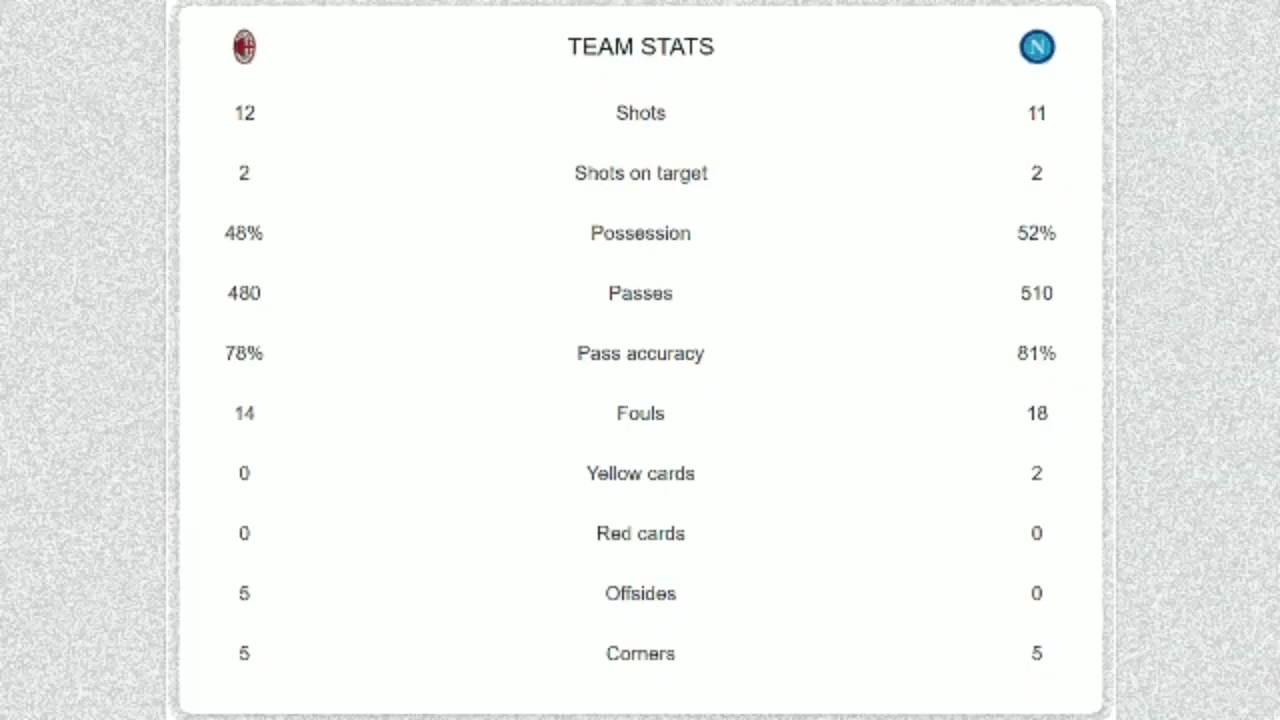 TEAM STATS N
12 Shots 11
2 Shots on target 2
48% Possession 52%
480 Passes 510
78% Pass accuracy 81%
14 Fouls 18
0 Yellow cards 2
0 Red cards 0
5 Offsides 0
5 Corners 5